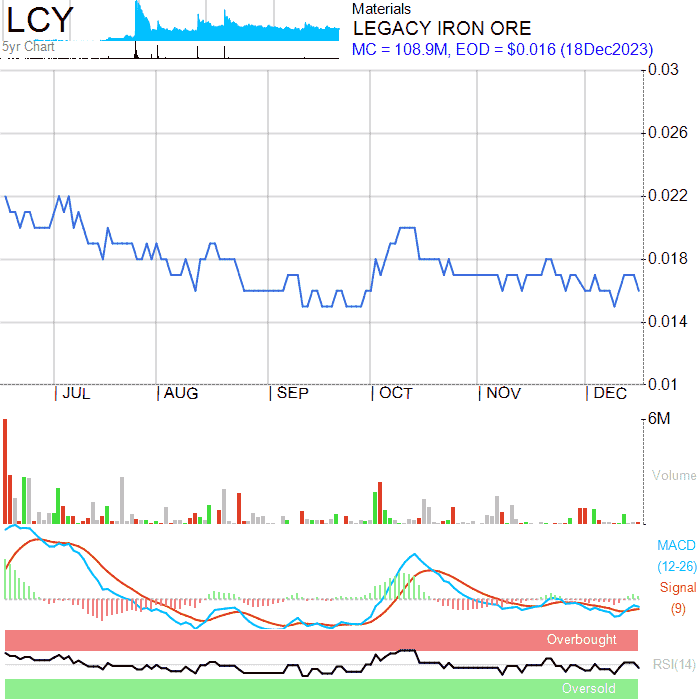 LCY
5yr Chart
Materials
LEGACY IRON ORE
MC = 108.9M, EOD = $0.016 (18Dec2023)
0.03
0.026
0.022
0.018
0.014
0.01
JUL AUG SEP OCT NOV DEC
6M
Volume
MACD
(12-26)
Signal
(9)
Overbought
RSI(14)
Oversold